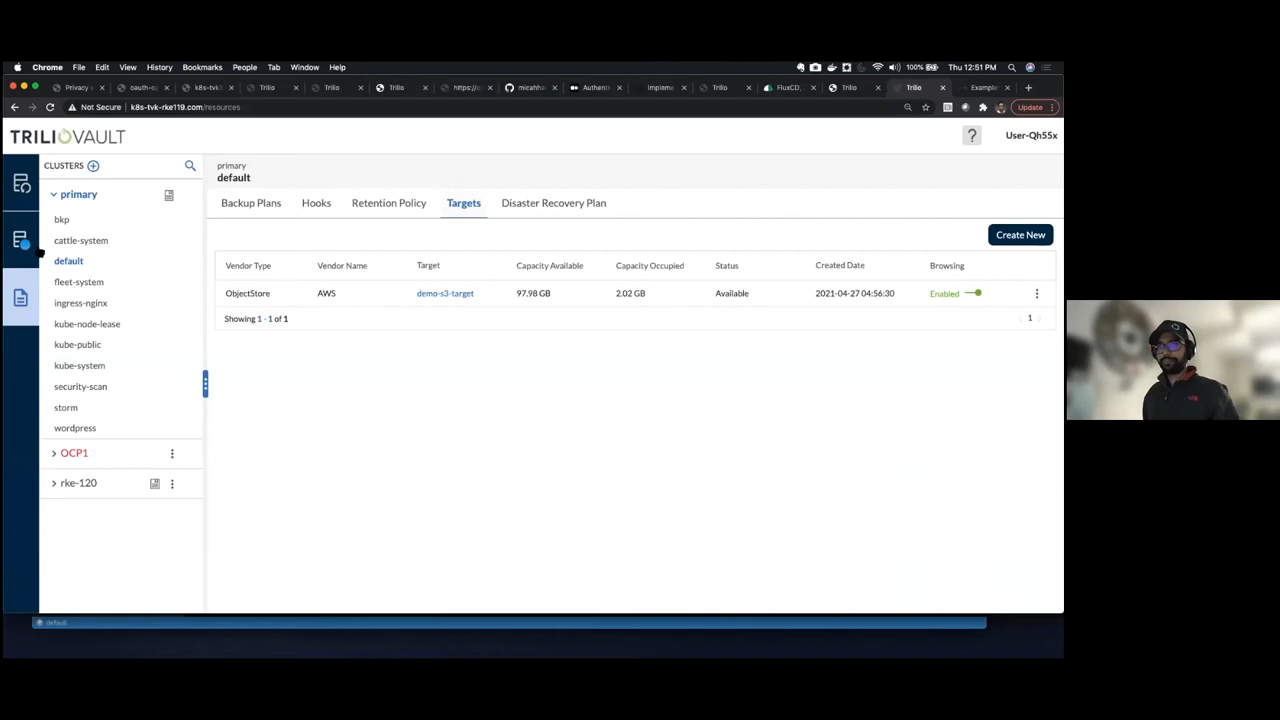 Chrome File Edit View History Bookmarks People Tab Window Help 100% Thu 12:51 PM
Privacy oauth-c k8s-tvk Trilio Trilio Trilio https:// micahha Authenti Impleme Trilio FluxCD, Trilio Trilio Example
Not Secure k8s-tvk-rke119.com/resources Update
TRILIOVAULT ? User-Qh55x
CLUSTERS
primary
bkp
cattle-system
default
fleet-system
ingress-nginx
kube-node-lease
kube-public
kube-system
security-scan
storm
wordpress
OCP1
rke-120
primary
default
Backup Plans Hooks Retention Policy Targets Disaster Recovery Plan
Create New
Vendor Type Vendor Name Target Capacity Available Capacity Occupied Status Created Date Browsing
ObjectStore AWS demo-s3-target 97.98 GB 2.02 GB Available 2021-04-27 04:56:30 Enabled
Showing 1 - 1 of 1 1
default